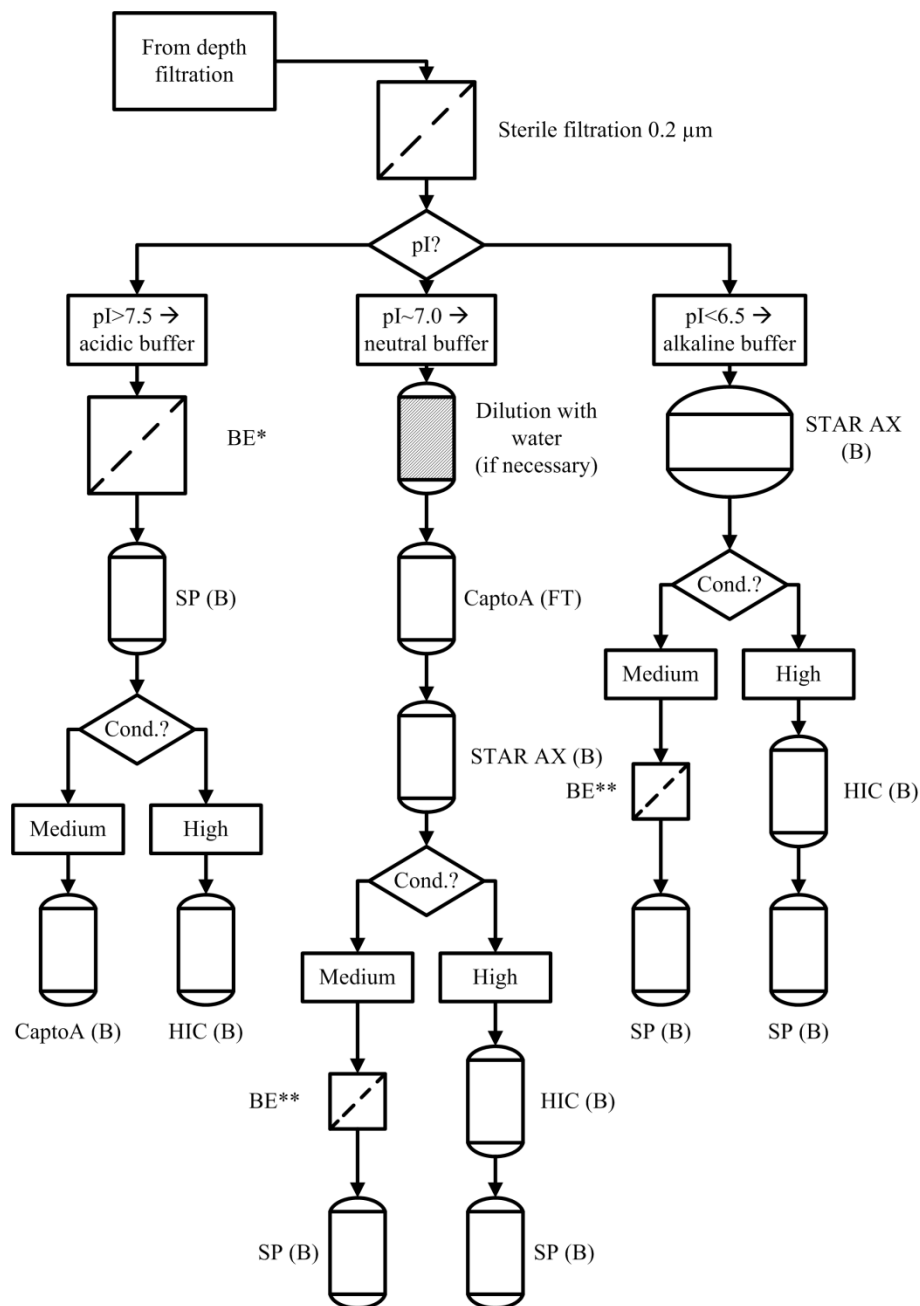 From depth
filtration
Sterile filtration 0.2 µm
pI?
pI>7.5 →
acidic buffer
pI~7.0 →
neutral buffer
pI<6.5 →
alkaline buffer
BE*
Dilution with
water
(if necessary)
STAR AX
(B)
SP (B)
CaptoA (FT)
Cond.?
Medium
High
Cond.?
STAR AX (B)
BE**
HIC (B)
Medium
High
Cond.?
CaptoA (B)
HIC (B)
Medium
High
SP (B)
SP (B)
BE**
HIC (B)
SP (B)
SP (B)